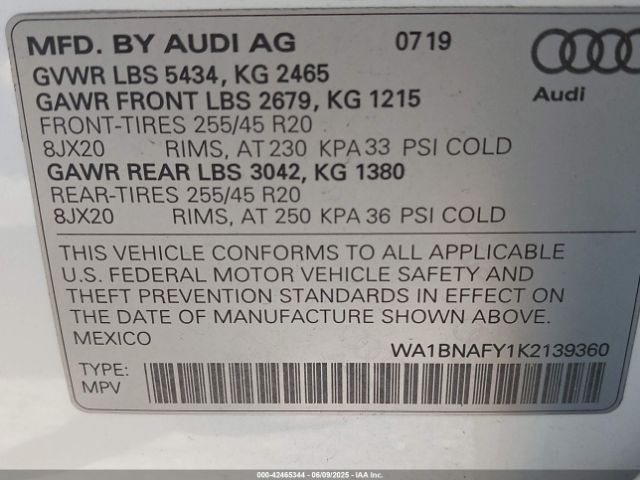 MFD. BY AUDI AG 0719
GVWR LBS 5434, KG 2465
GAWR FRONT LBS 2679, KG 1215
Audi
FRONT-TIRES 255/45 R20
8JX20 RIMS, AT 230 KPA 33 PSI COLD
GAWR REAR LBS 3042, KG 1380
REAR-TIRES 255/45 R20
8JX20 RIMS, AT 250 KPA 36 PSI COLD
THIS VEHICLE CONFORMS TO ALL APPLICABLE
U.S. FEDERAL MOTOR VEHICLE SAFETY AND
THEFT PREVENTION STANDARDS IN EFFECT ON
THE DATE OF MANUFACTURE SHOWN ABOVE.
MEXICO
WA1BNAFY1K2139360
TYPE:
MPV
000-42465344 - 06/09/2025 - IAA Inc.